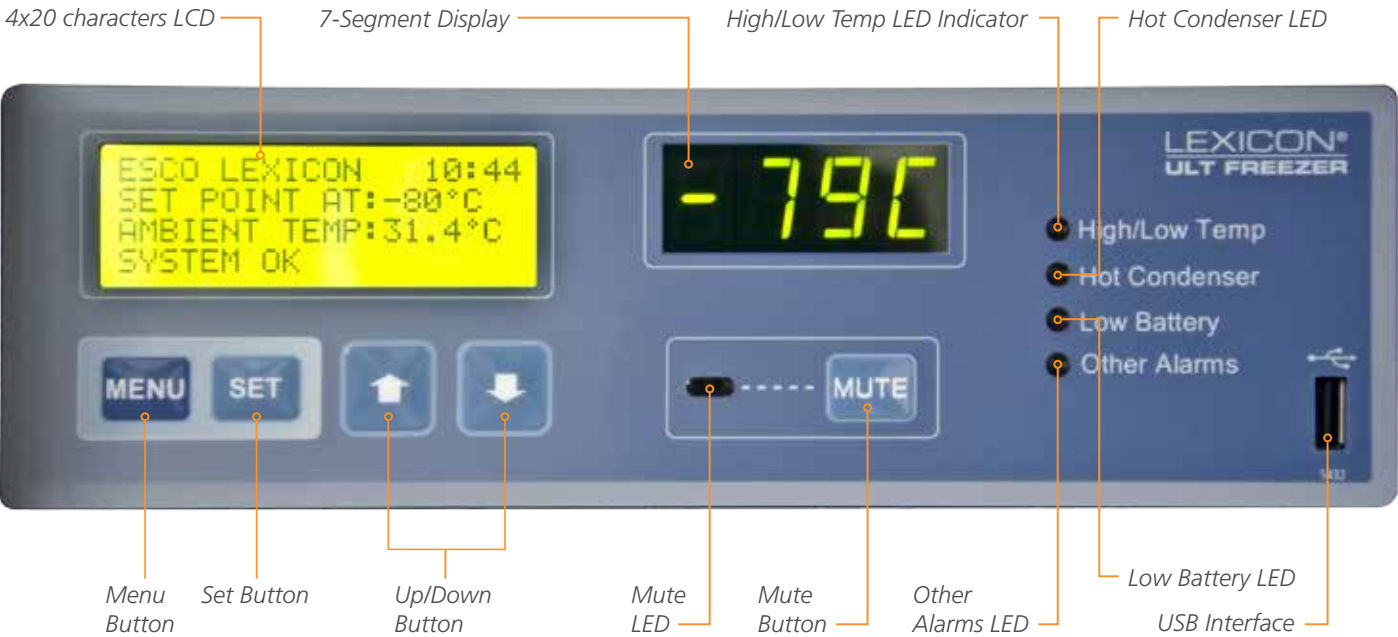 4x20 characters LCD
7-Segment Display
High/Low Temp LED Indicator
Hot Condenser LED
ESCO LEXICON 10:44
SET POINT AT:-80°C
AMBIENT TEMP:31.4°C
SYSTEM OK
-79C
LEXICON®
ULT FREEZER
High/Low Temp
Hot Condenser
Low Battery
Other Alarms
MENU
SET
MUTE
Menu
Button
Set Button
Up/Down
Button
Mute
LED
Mute
Button
Other
Alarms LED
Low Battery LED
USB Interface